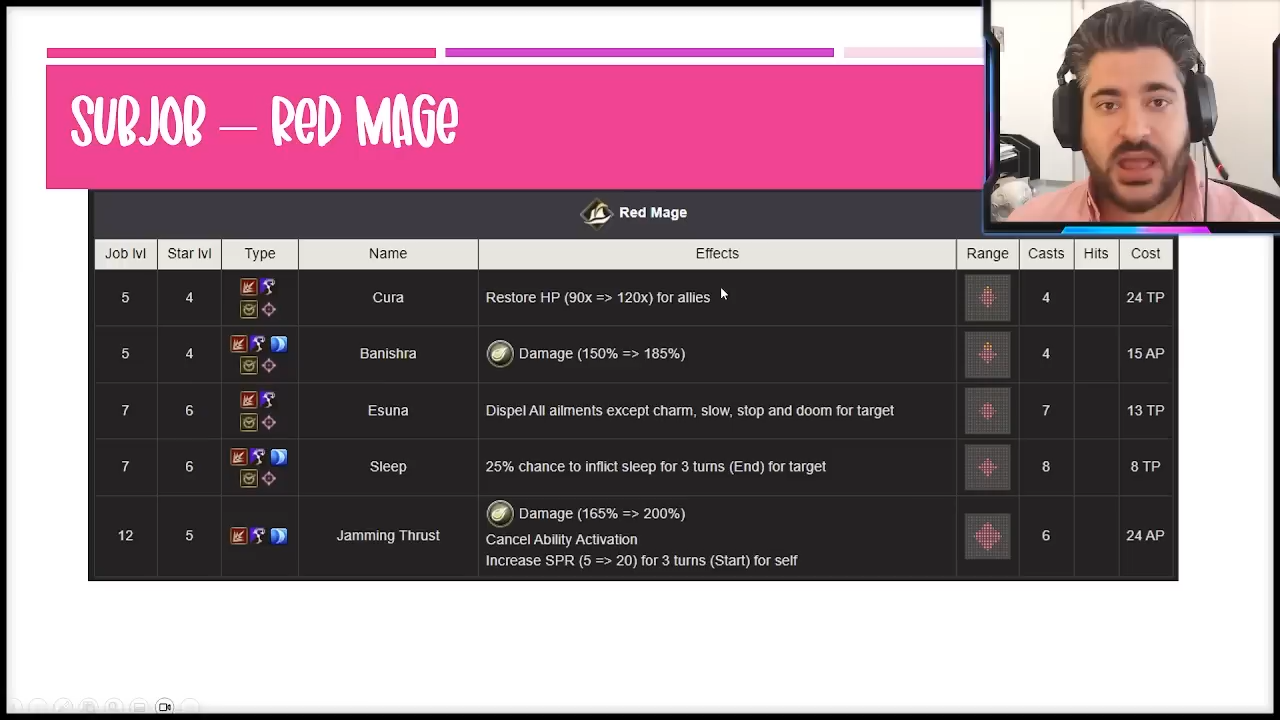 SUBJOB — RED MAGE
Red Mage
Job lvl Star lvl Type Name Effects Range Casts Hits Cost
5 4 Cura Restore HP (90x => 120x) for allies 4 24 TP
5 4 Banishra Damage (150% => 185%) 4 15 AP
7 6 Esuna Dispel All ailments except charm, slow, stop and doom for target 7 13 TP
7 6 Sleep 25% chance to inflict sleep for 3 turns (End) for target 8 8 TP
12 5 Jamming Thrust Damage (165% => 200%) 6 24 AP
Cancel Ability Activation
Increase SPR (5 => 20) for 3 turns (Start) for self